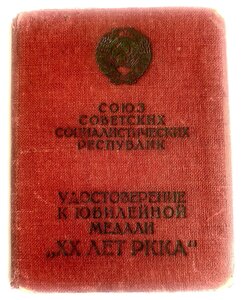 СОЮЗ
СОВЕТСКИХ
СОЦИАЛИСТИЧЕСКИХ
РЕСПУБЛИК
УДОСТОВЕРЕНИЕ
К ЮБИЛЕЙНОЙ
МЕДАЛИ
„XX ЛЕТ РККА“